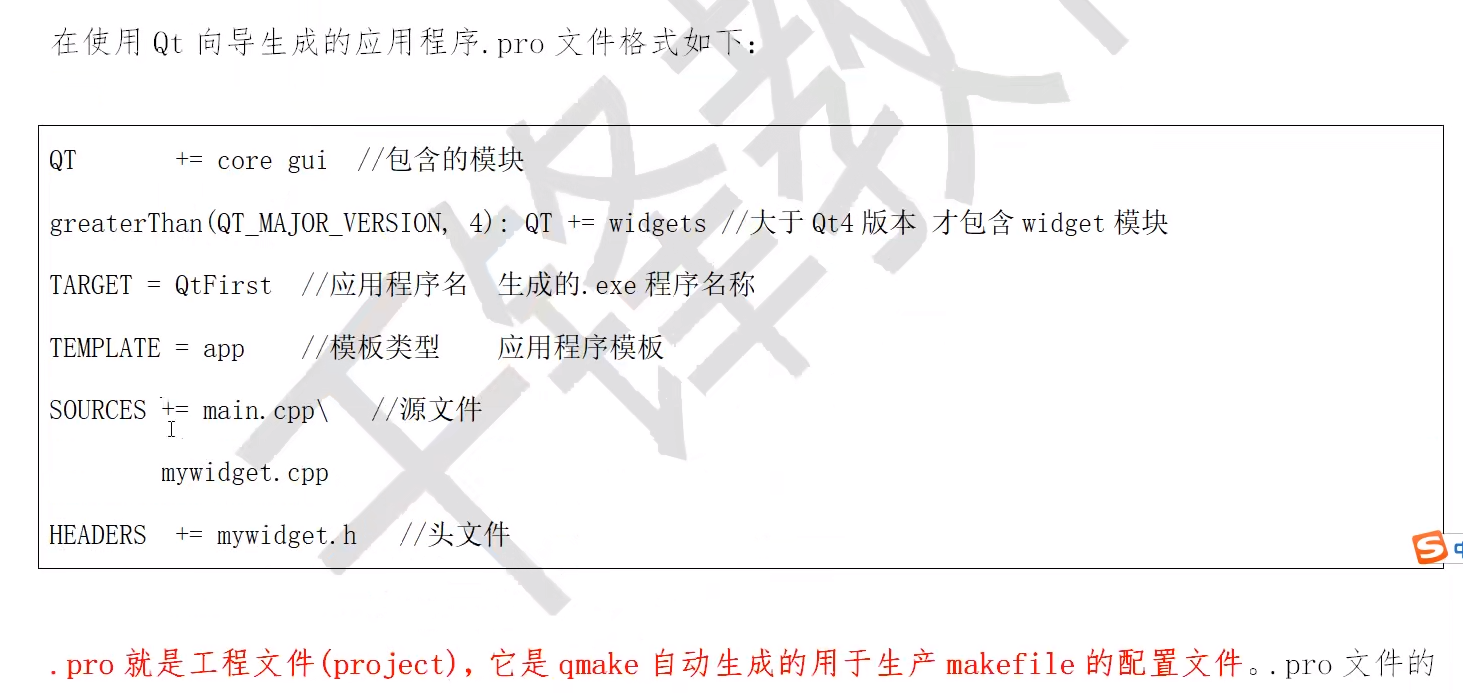 在使用 Qt 向导生成的应用程序.pro 文件格式如下：
QT += core gui //包含的模块
greaterThan(QT_MAJOR_VERSION, 4): QT += widgets //大于 Qt4 版本 才包含 widget 模块
TARGET = QtFirst //应用程序名 生成的.exe 程序名称
TEMPLATE = app //模板类型 应用程序模板
SOURCES += main.cpp\ //源文件
mywidget.cpp
HEADERS += mywidget.h //头文件
.pro 就是工程文件(project)，它是 qmake 自动生成的用于生产 makefile 的配置文件。.pro 文件的
千锋教
S